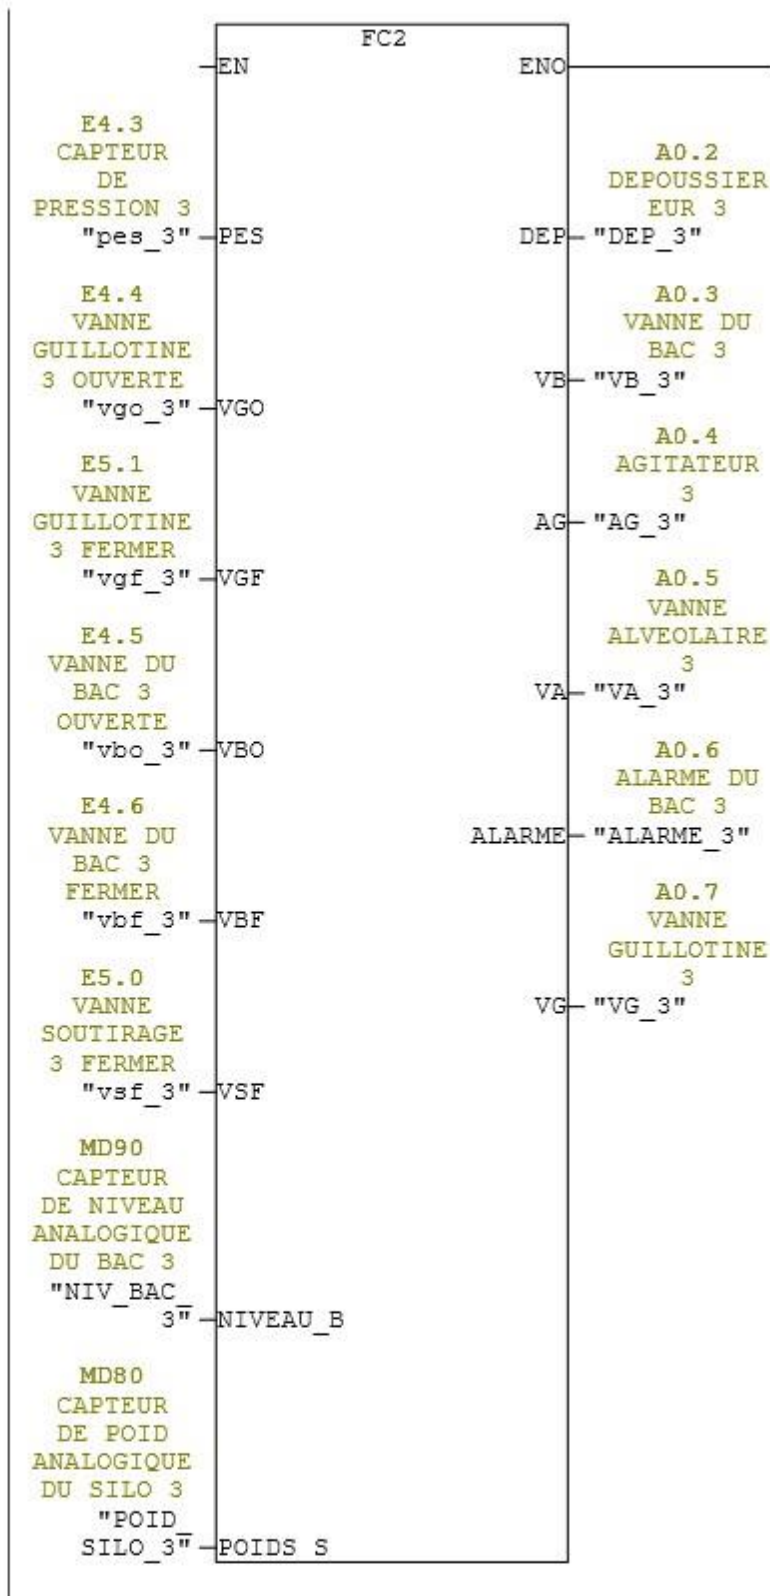 FC2
EN
ENO
E4.3
CAPTEUR
DE
PRESSION 3
"pes_3"
PES
E4.4
VANNE
GUILLOTINE
3 OUVERTE
"vgo_3"
VGO
E5.1
VANNE
GUILLOTINE
3 FERMER
"vgf_3"
VGF
E4.5
VANNE DU
BAC 3
OUVERTE
"vbo_3"
VBO
E4.6
VANNE DU
BAC 3
FERMER
"vbf_3"
VBF
E5.0
VANNE
SOUTIRAGE
3 FERMER
"vsf_3"
VSF
MD90
CAPTEUR
DE NIVEAU
ANALOGIQUE
DU BAC 3
"NIV_BAC_
3"
NIVEAU_B
MD80
CAPTEUR
DE POID
ANALOGIQUE
DU SILO 3
"POID_
SILO_3"
POIDS S
A0.2
DEPOUSSIER
EUR 3
DEP
"DEP_3"
A0.3
VANNE DU
BAC 3
VB
"VB_3"
A0.4
AGITATEUR
3
AG
"AG_3"
A0.5
VANNE
ALVEOLAIRE
3
VA
"VA_3"
A0.6
ALARME DU
BAC 3
ALARME
"ALARME_3"
A0.7
VANNE
GUILLOTINE
3
VG
"VG_3"